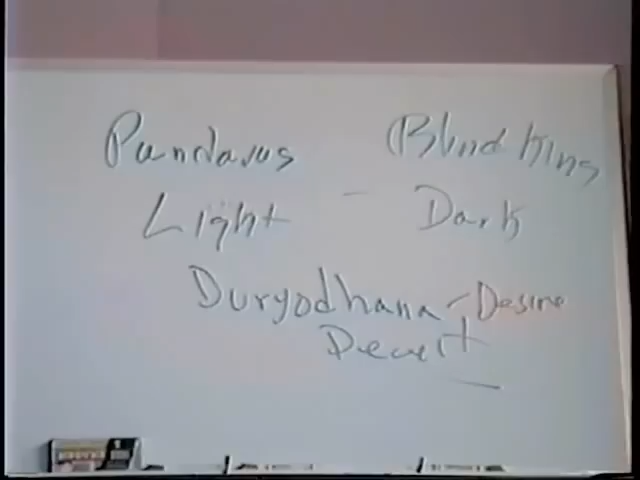 Pandavas (Blind King
Light - Dark
Duryodhana - Desire
Deceit